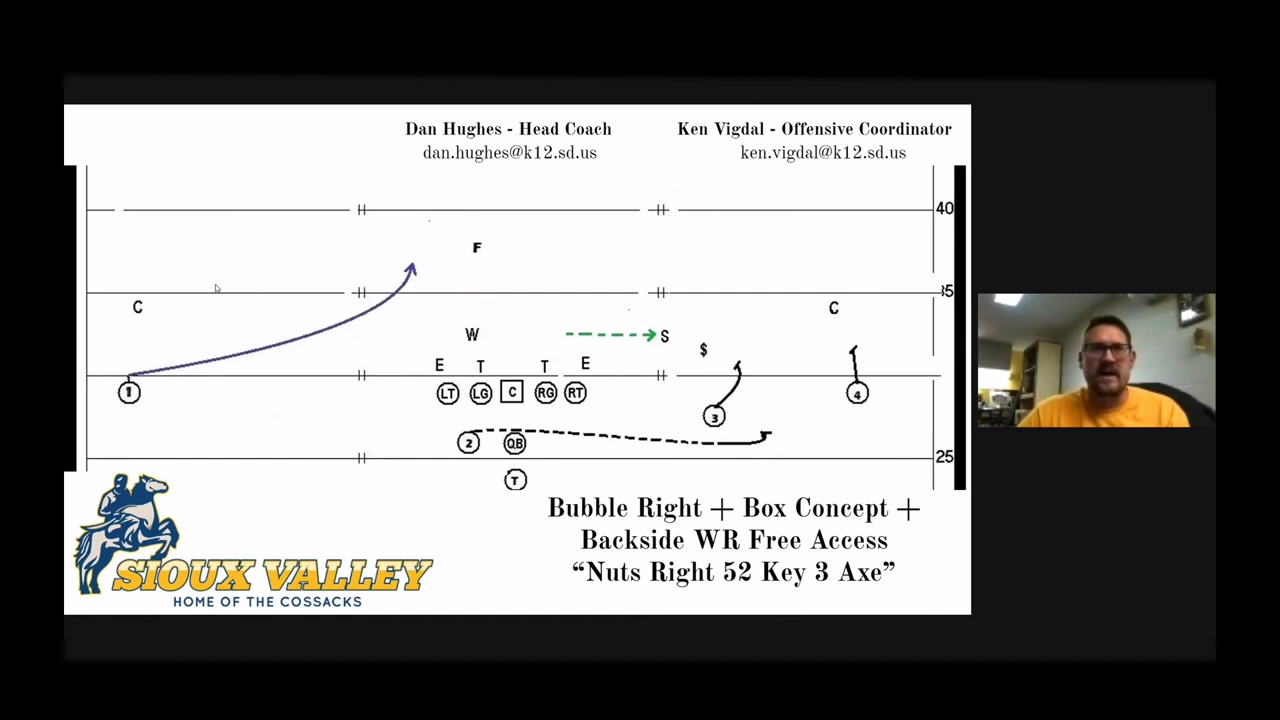 Dan Hughes - Head Coach
Ken Vigdal - Offensive Coordinator
dan.hughes@k12.sd.us
ken.vigdal@k12.sd.us
40
F
C
35
C
W
S
$
E
T
T
E
1
LT
LG
C
RG
RT
3
4
2
QB
25
T
Bubble Right + Box Concept +
Backside WR Free Access
“Nuts Right 52 Key 3 Axe”
SIOUX VALLEY
HOME OF THE COSSACKS